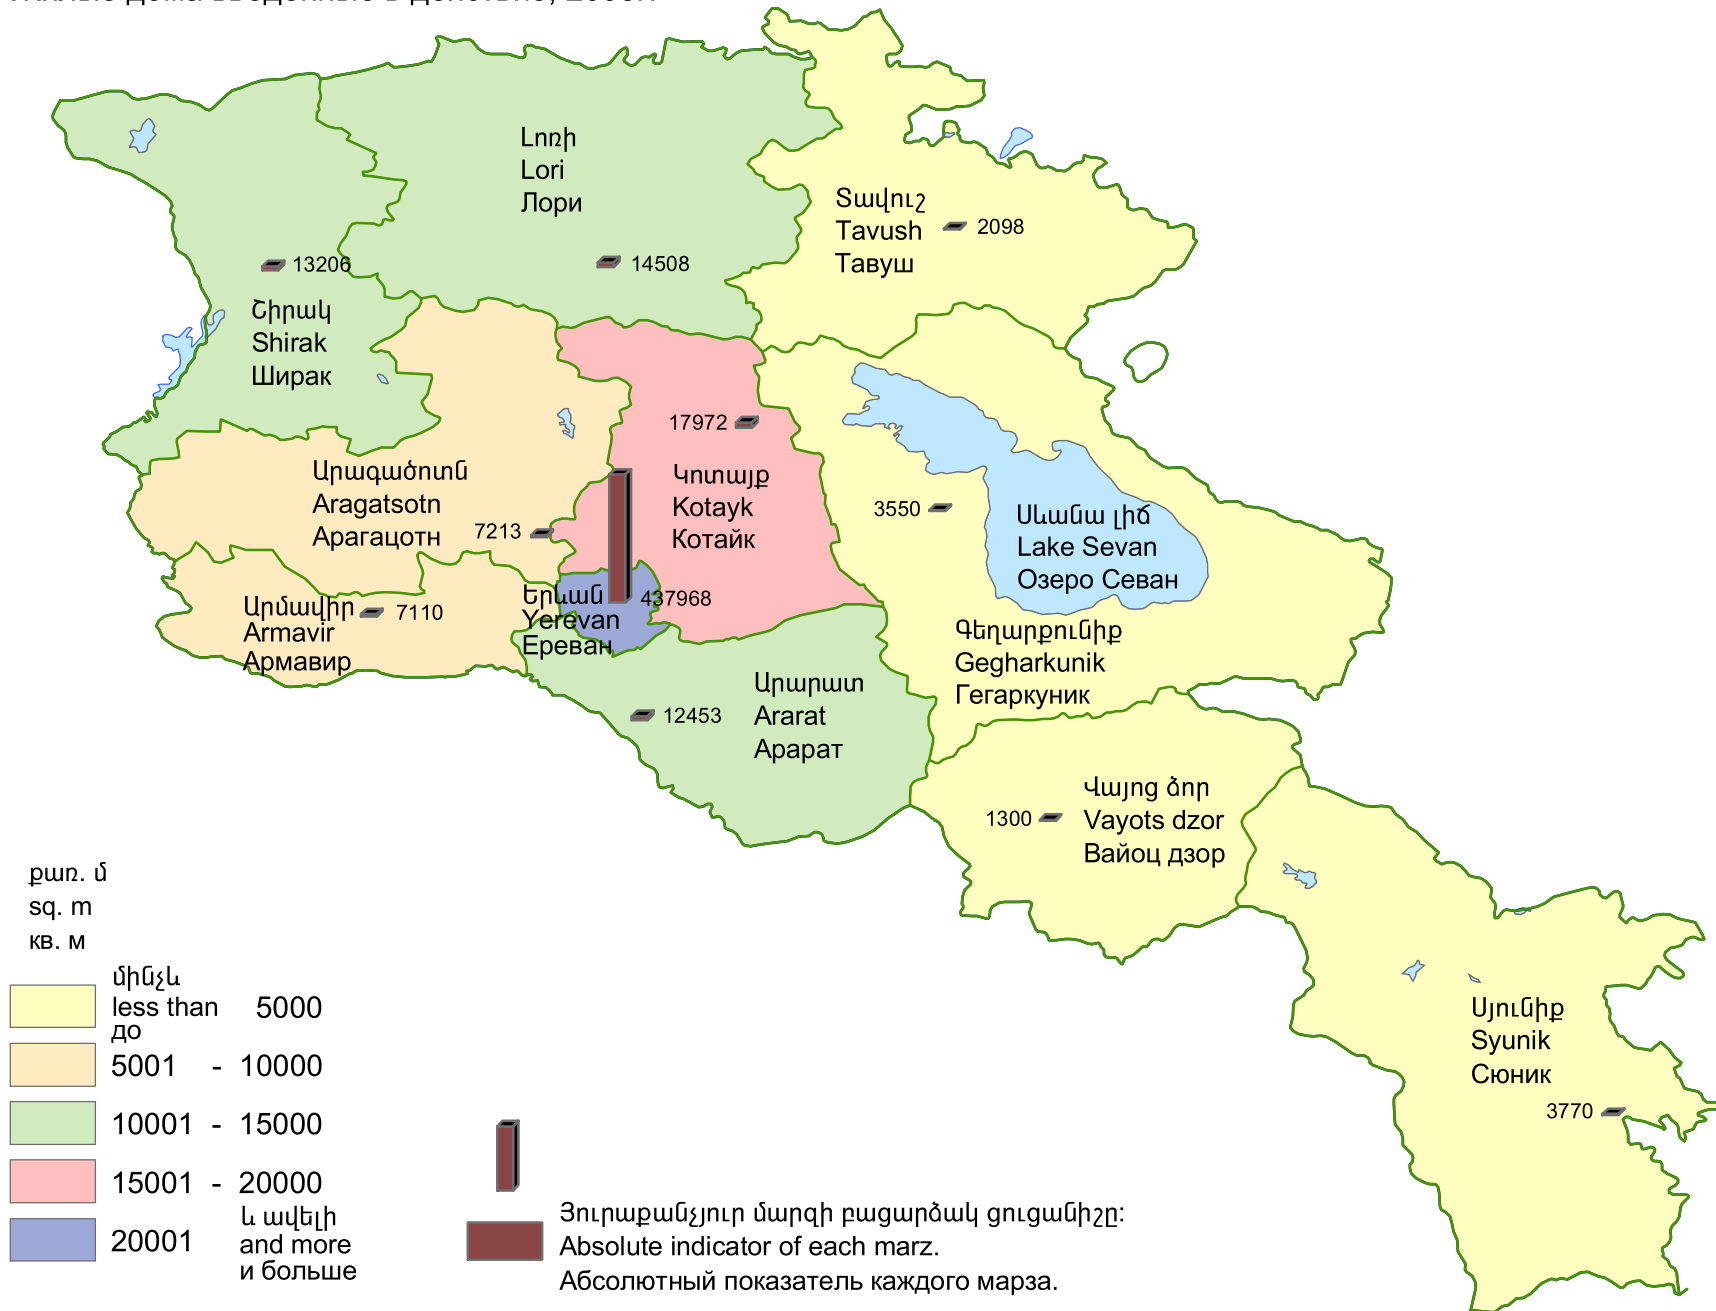 Լոռի
Lori
Лори
14508
Տավուշ
Tavush
Тавуш
2098
13206
Շիրակ
Shirak
Ширак
17972
Կոտայք
Kotayk
Котайк
Արագածոտն
Aragatsotn
Арагацотн
7213
3550
Սևանա լիճ
Lake Sevan
Озеро Севан
Արմավիր
Armavir
Армавир
7110
Երևան
Yerevan
Ереван
437968
Գեղարքունիք
Gegharkunik
Гегаркуник
Արարատ
Ararat
Арарат
12453
Վայոց ձոր
Vayots dzor
Вайоц дзор
1300
Սյունիք
Syunik
Сюник
3770
քառ. մ
sq. m
кв. м
մինչև
less than 5000
до
5001 - 10000
10001 - 15000
15001 - 20000
20001 և ավելի
and more
и больше
Յուրաքանչյուր մարզի բացարձակ ցուցանիշը:
Absolute indicator of each marz.
Абсолютный показатель каждого марза.